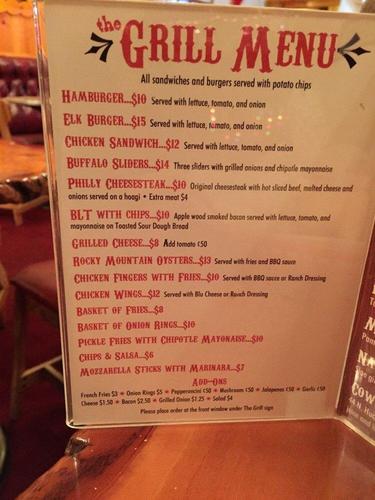 the
GRILL MENU
All sandwiches and burgers served with potato chips
HAMBURGER...$10 Served with lettuce, tomato, and onion
ELK BURGER...$15 Served with lettuce, tomato, and onion
CHICKEN SANDWICH...$12 Served with lettuce, tomato, and onion
BUFFALO SLIDERS...$14 Three sliders with grilled onions and chipotle mayonnaise
PHILLY CHEESESTEAK...$10 Original cheesesteak with hot sliced beef, melted cheese and
onions served on a hoagi • Extra meat $4
BLT WITH CHIPS...$10 Apple wood smoked bacon served with lettuce, tomato, and
mayonnaise on Toasted Sour Dough Bread
GRILLED CHEESE...$8 Add tomato ¢50
ROCKY MOUNTAIN OYSTERS...$13 Served with fries and BBQ sauce
CHICKEN FINGERS WITH FRIES...$10 Served with BBQ sauce or Ranch Dressing
CHICKEN WINGS...$12 Served with Blu Cheese or Ranch Dressing
BASKET OF FRIES...$8
BASKET OF ONION RINGS...$10
PICKLE FRIES WITH CHIPOTLE MAYONAISE...$10
CHIPS & SALSA...$6
MOZZARELLA STICKS WITH MARINARA...$7
ADD-ONS
French Fries $3 ★ Onion Rings $5 ★ Pepperoncini ¢50 ★ Mushroom ¢50 ★ Jalapenos ¢50 ★ Garlic ¢50
Cheese $1.50 ★ Bacon $2.50 ★ Grilled Onion $1.25 ★ Salad $4
Please place order at the front window under The Grill sign